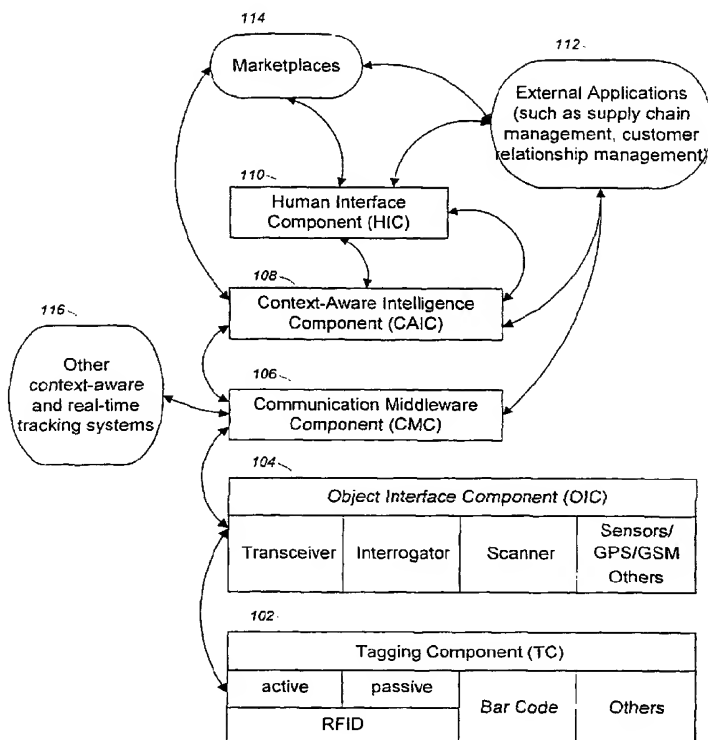 114
Marketplaces
112
External Applications
(such as supply chain
management, customer
relationship management)
110
Human Interface
Component (HIC)
108
Context-Aware Intelligence
Component (CAIC)
116
Other
context-aware
and real-time
tracking systems
106
Communication Middleware
Component (CMC)
104
Object Interface Component (OIC)
Transceiver
Interrogator
Scanner
Sensors/
GPS/GSM
Others
102
Tagging Component (TC)
active
passive
RFID
Bar Code
Others